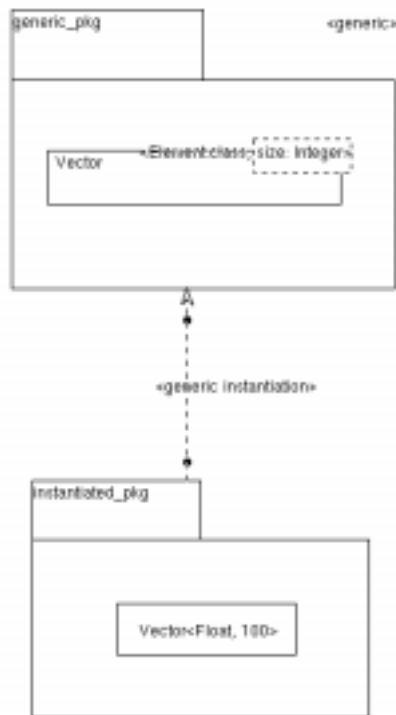 generic_pkg
«generic»
Vector
«Element:class, size: Integer»
«generic instantiation»
instantiated_pkg
Vector<Float, 100>